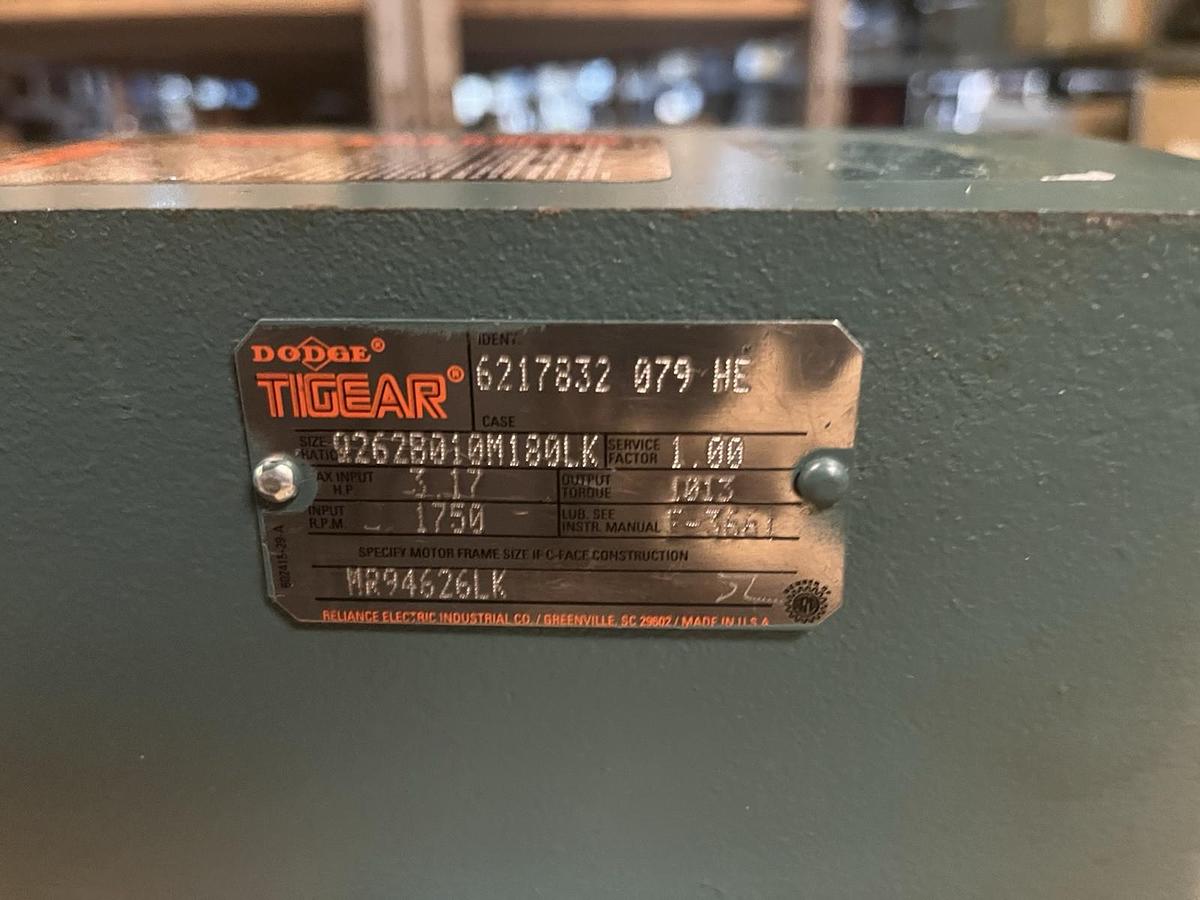 DODGE®
TIGEAR®
IDENT.
6217832 079 HE
CASE
SIZE-RATIO 9262B010M180LK
SERVICE FACTOR 1.00
MAX INPUT H.P. 3.17
OUTPUT TORQUE 1013
INPUT R.P.M. 1750
LUB. SEE INSTR. MANUAL
SPECIFY MOTOR FRAME SIZE IF C-FACE CONSTRUCTION
MR94626LK
RELIANCE ELECTRIC INDUSTRIAL CO. / GREENVILLE, SC 29602 / MADE IN U.S.A.